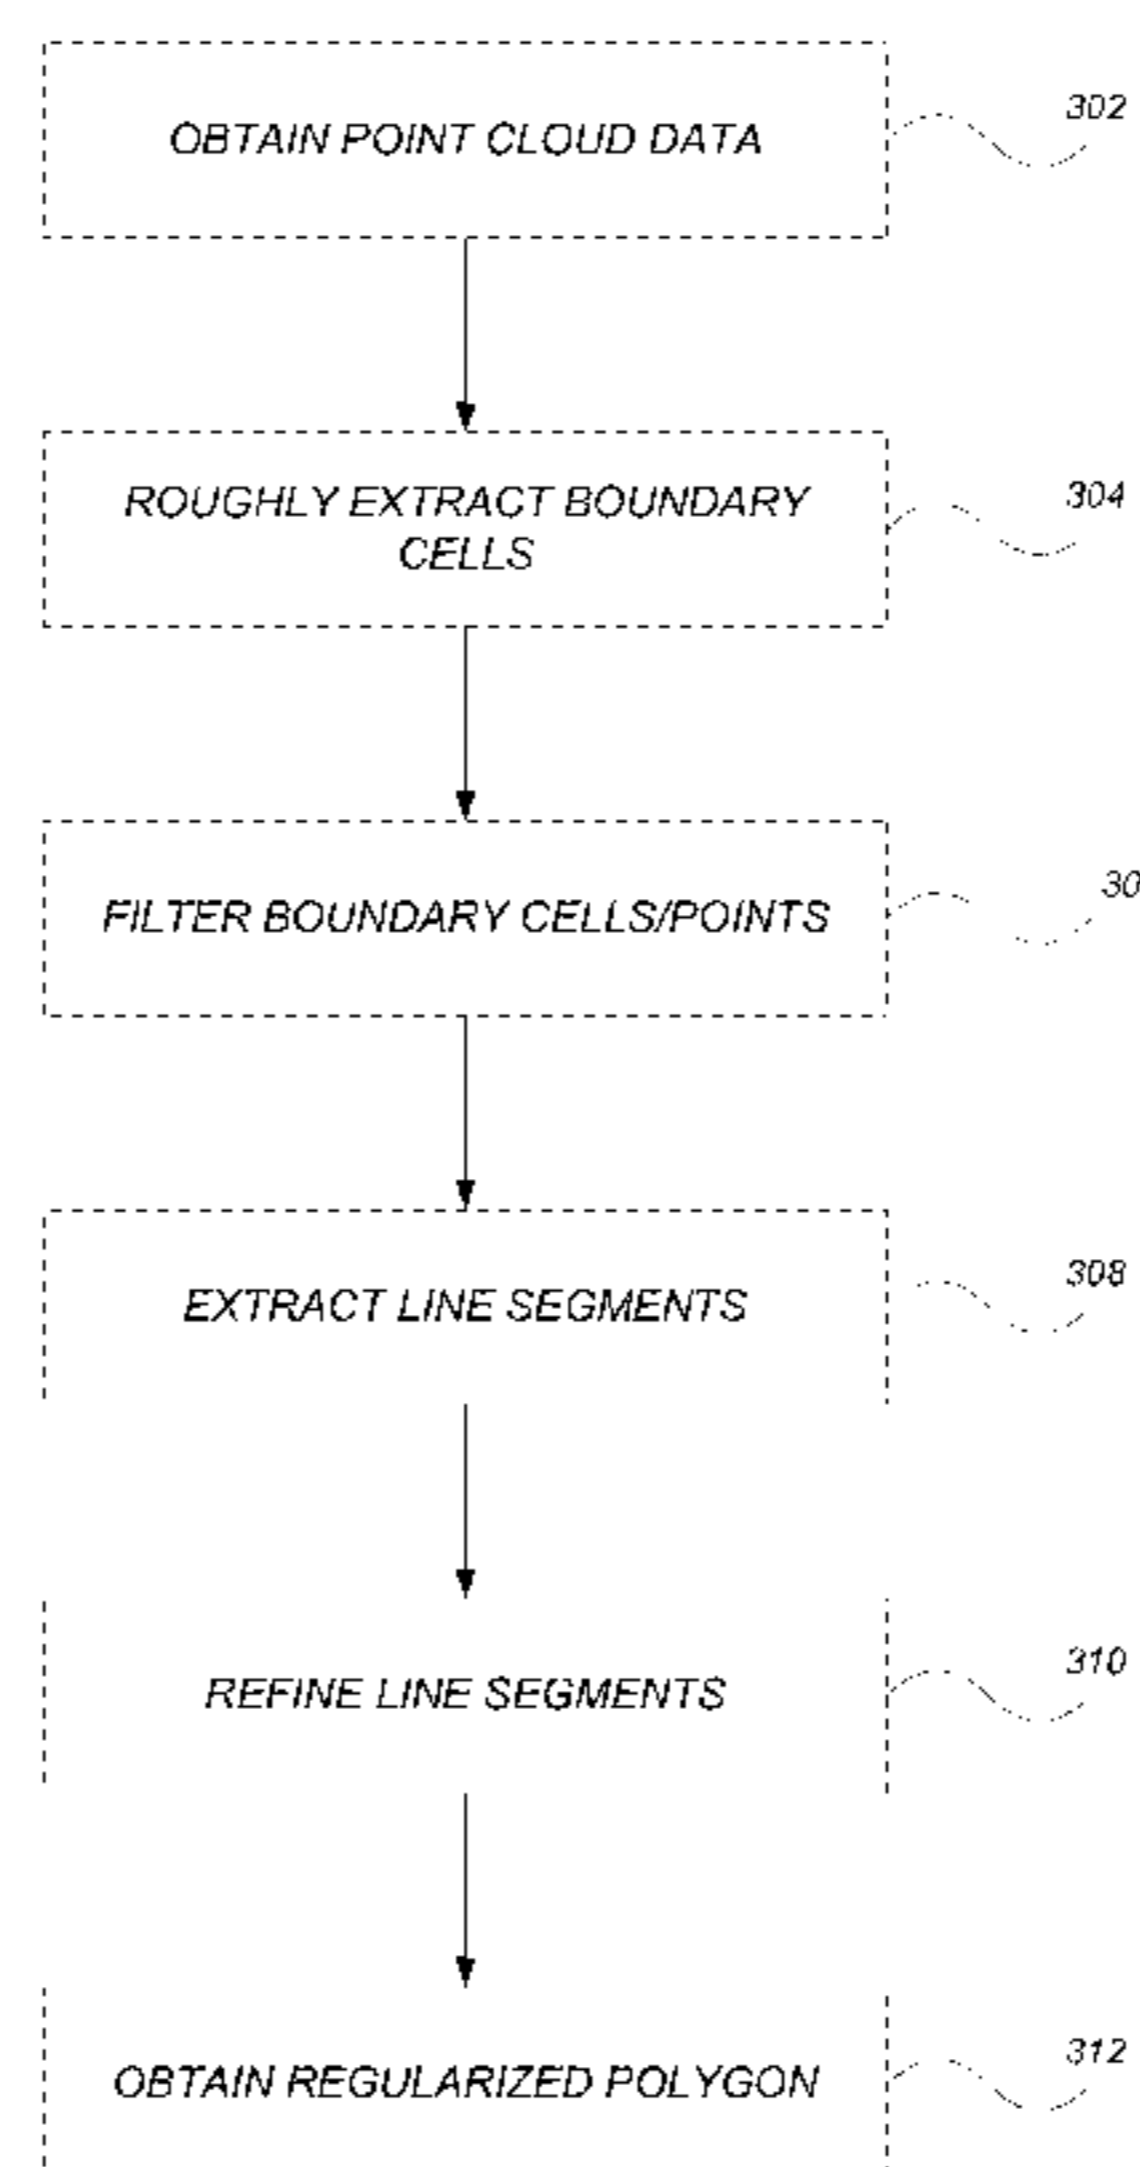 OBTAIN POINT CLOUD DATA
302
ROUGHLY EXTRACT BOUNDARY
CELLS
304
FILTER BOUNDARY CELLS/POINTS
30
EXTRACT LINE SEGMENTS
308
REFINE LINE SEGMENTS
310
OBTAIN REGULARIZED POLYGON
312